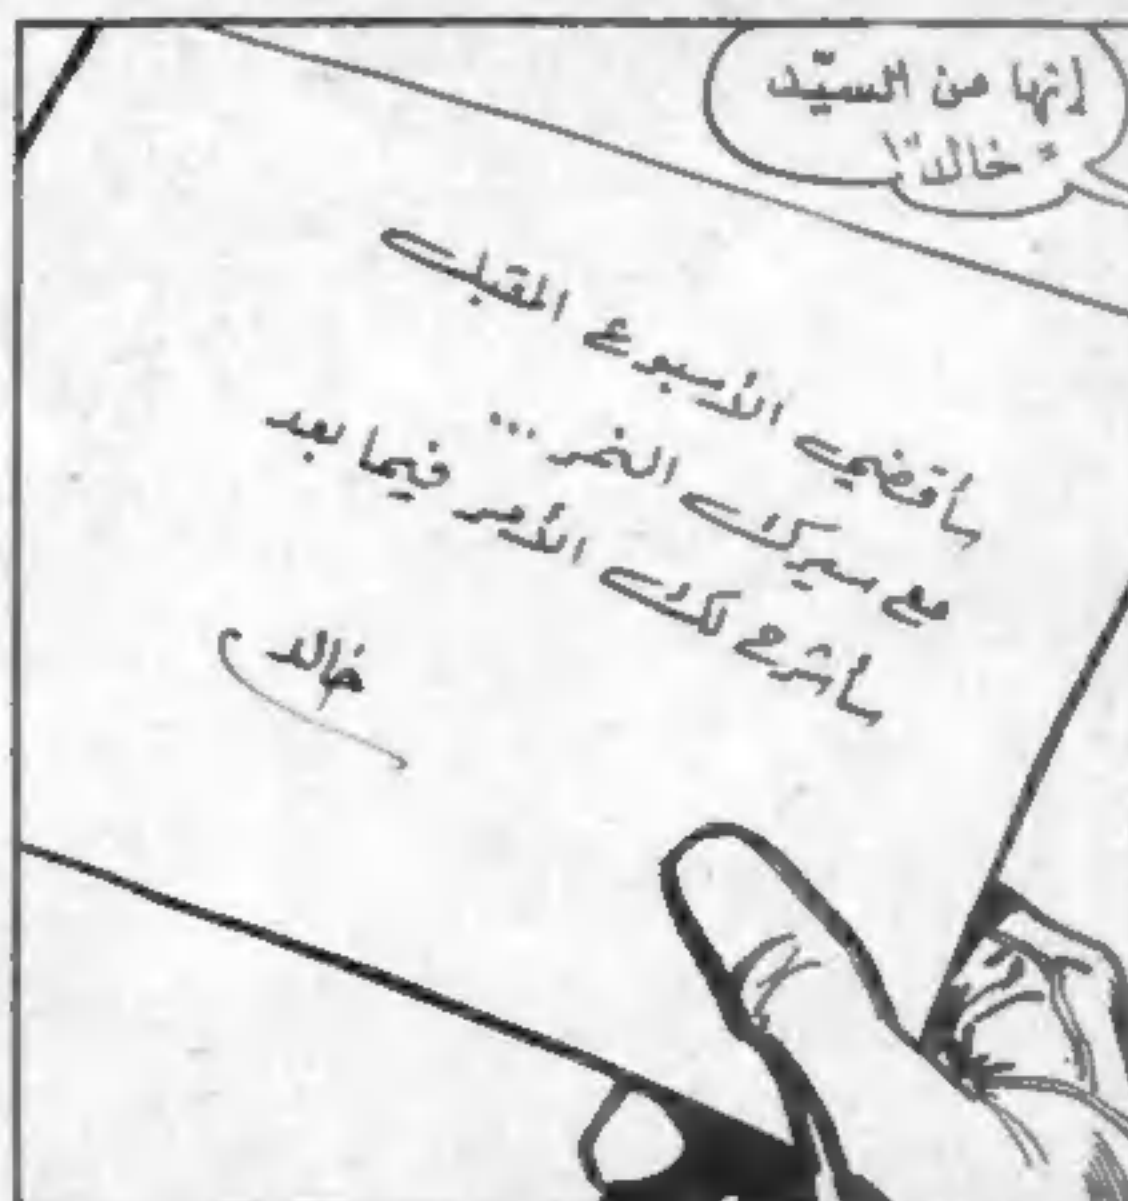 إنها من السيّد
"خالد"!
سأقضي الأسبوع المقبل
مع سيرك النمر...
سأشرح لك الأمر فيما بعد
خالد